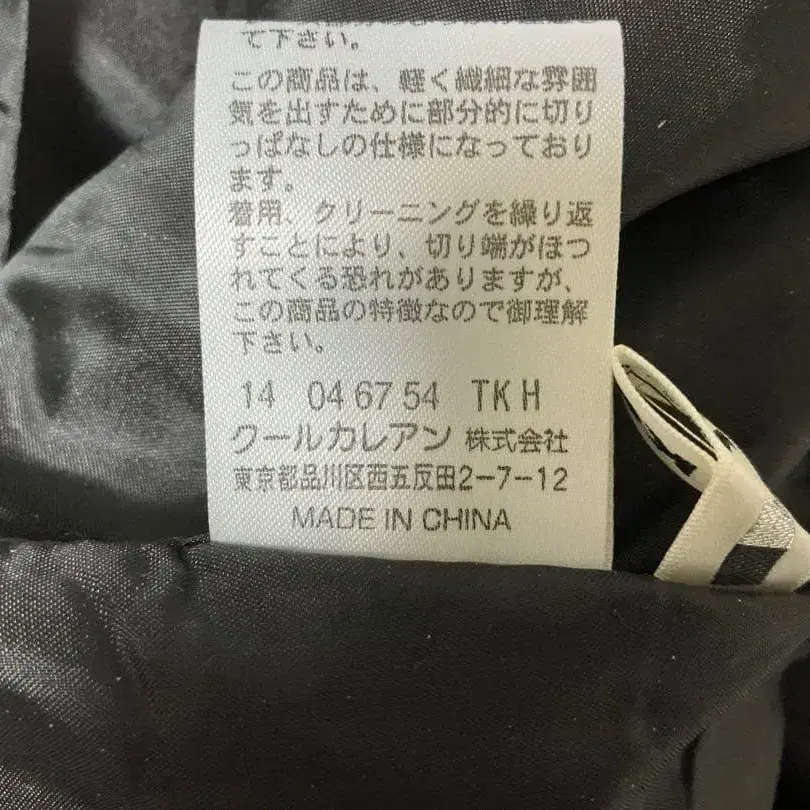 て下さい。
この商品は、軽く繊細な雰囲
気を出すために部分的に切り
っぱなしの仕様になっており
ます。
着用、クリーニングを繰り返
すことにより、切り端がほつ
れてくる恐れがありますが、
この商品の特徴なので御理解
下さい。
14 04 67 54 TKH
クールカレアン 株式会社
東京都品川区西五反田2-7-12
MADE IN CHINA